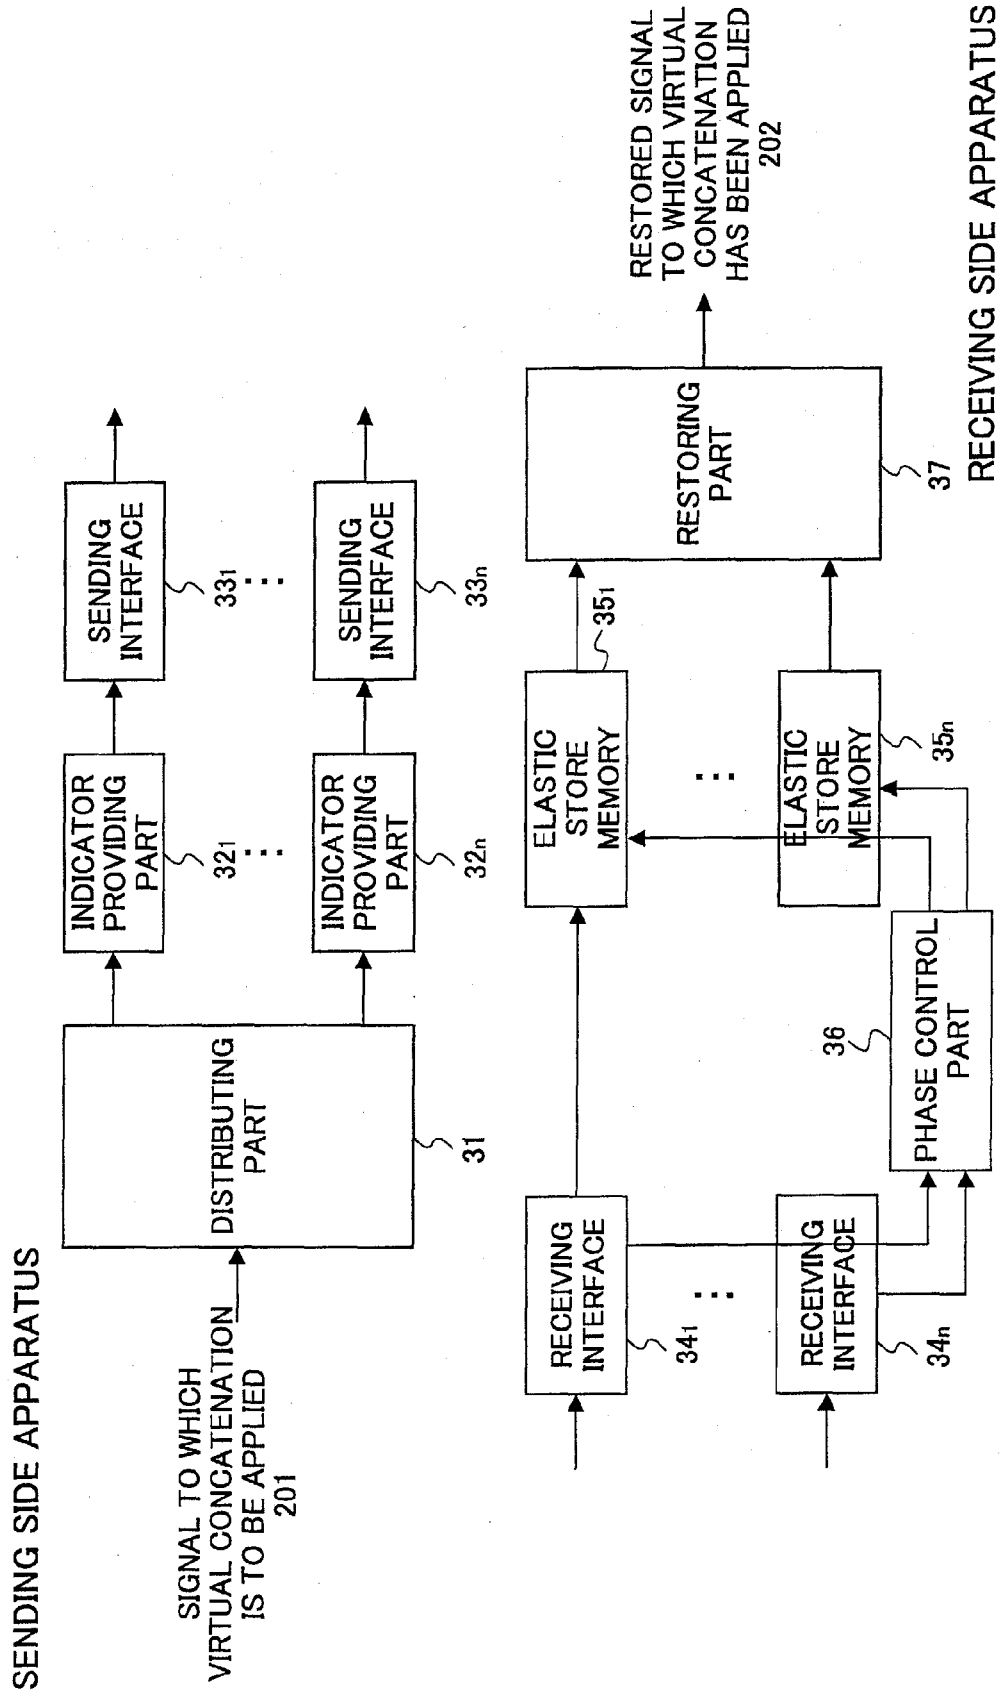 SENDING SIDE APPARATUS
SIGNAL TO WHICH
VIRTUAL CONCATENATION
IS TO BE APPLIED
201
DISTRIBUTING
PART
31
INDICATOR
PROVIDING
PART
321
INDICATOR
PROVIDING
PART
32n
SENDING
INTERFACE
331
SENDING
INTERFACE
33n
RECEIVING
INTERFACE
341
RECEIVING
INTERFACE
34n
PHASE CONTROL
PART
36
ELASTIC
STORE
MEMORY
351
ELASTIC
STORE
MEMORY
35n
RESTORING
PART
37
RESTORED SIGNAL
TO WHICH VIRTUAL
CONCATENATION
HAS BEEN APPLIED
202
RECEIVING SIDE APPARATUS